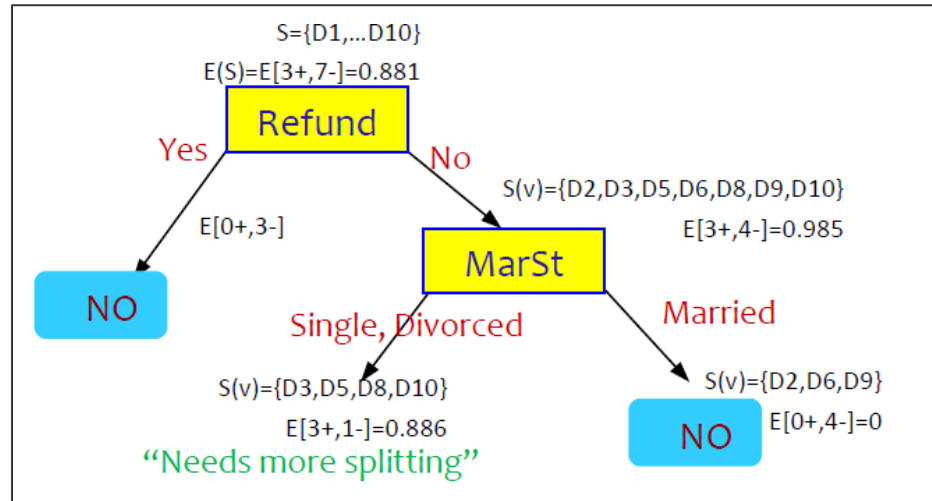 S={D1,...D10}
E(S)=E[3+,7-]=0.881
Refund
Yes
No
S(v)={D2,D3,D5,D6,D8,D9,D10}
E[0+,3-]
E[3+,4-]=0.985
NO
MarSt
Single, Divorced
Married
S(v)={D3,D5,D8,D10}
S(v)={D2,D6,D9}
E[3+,1-]=0.886
NO
E[0+,4-]=0
“Needs more splitting”